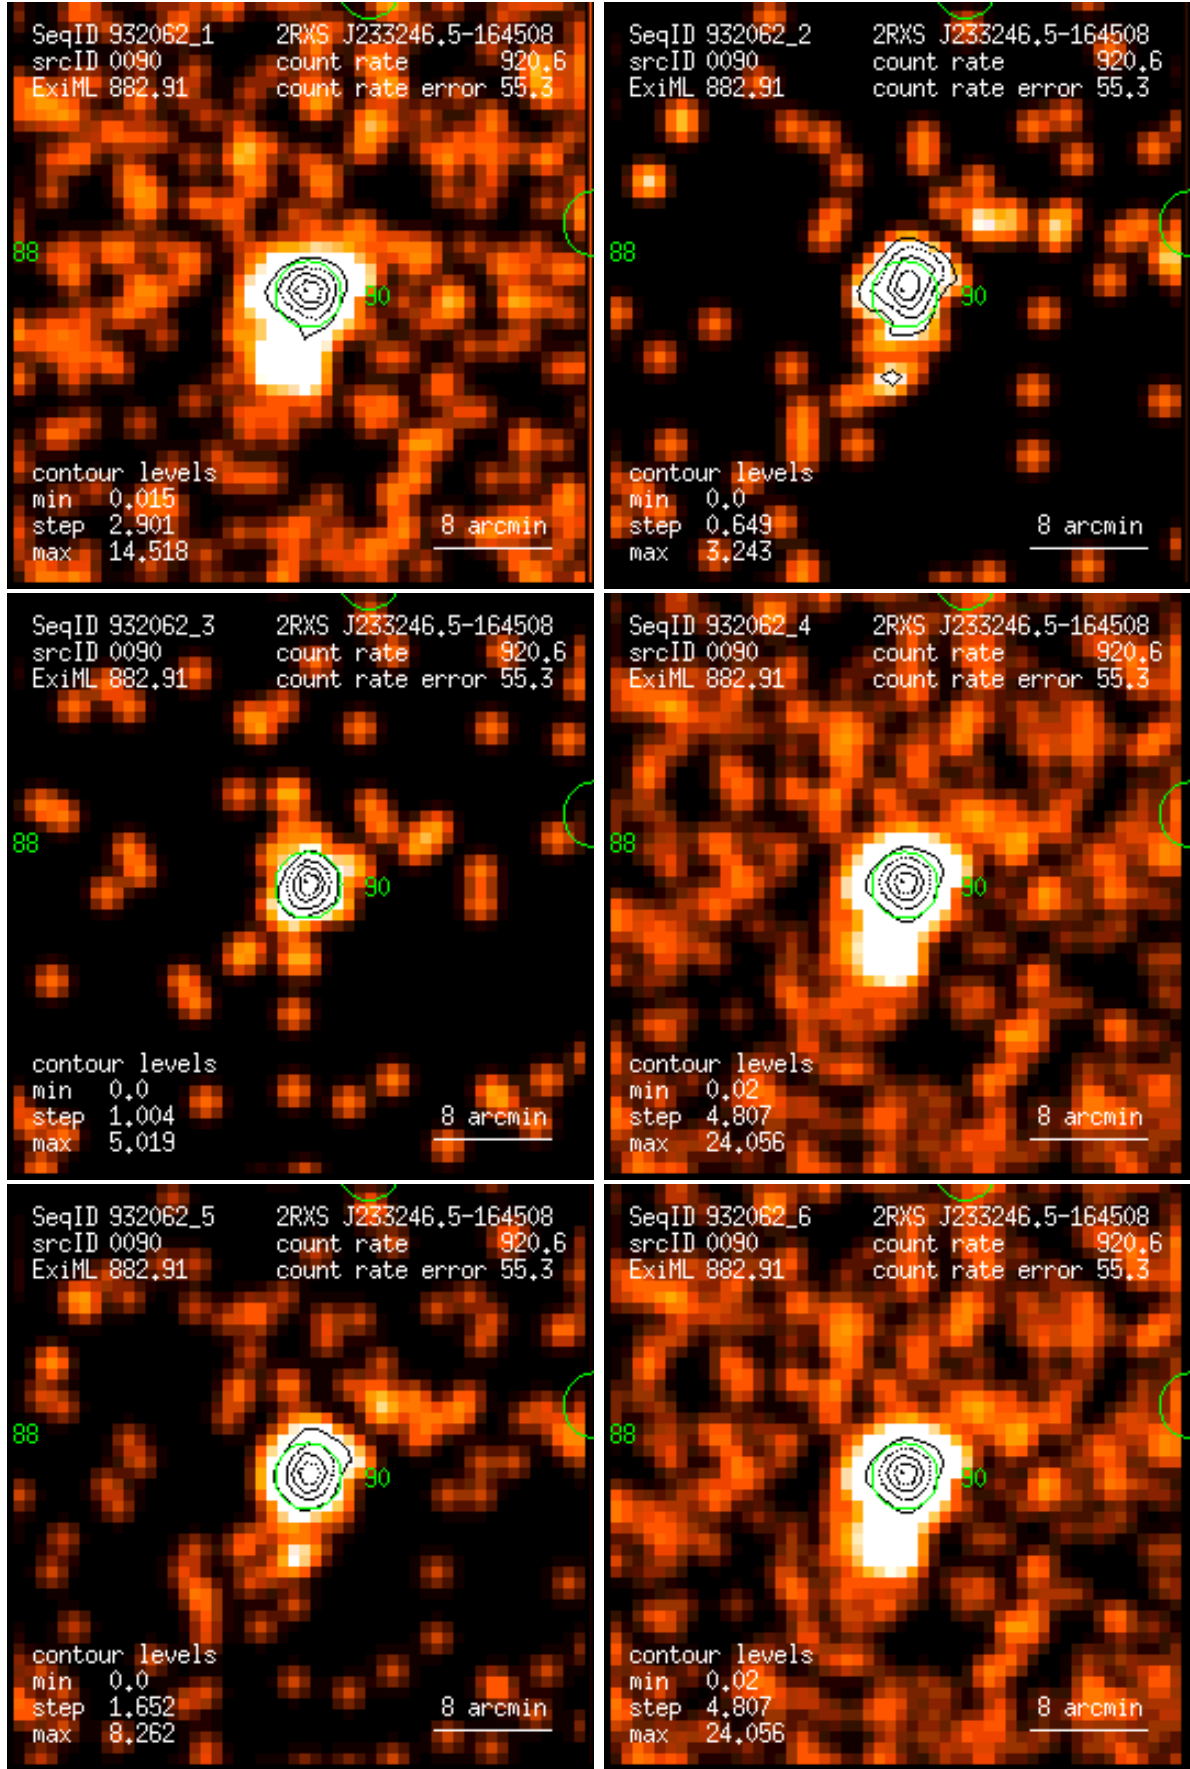 SeqID 932062_1 2RXS J233246.5-164508
srcID 0090 count rate 920.6
ExiML 882.91 count rate error 55.3
88
90
contour levels
min 0.015
step 2.901 8 arcmin
max 14.518
SeqID 932062_2 2RXS J233246.5-164508
srcID 0090 count rate 920.6
ExiML 882.91 count rate error 55.3
88
90
contour levels
min 0.0
step 0.649 8 arcmin
max 3.243
SeqID 932062_3 2RXS J233246.5-164508
srcID 0090 count rate 920.6
ExiML 882.91 count rate error 55.3
88
90
contour levels
min 0.0
step 1.004 8 arcmin
max 5.019
SeqID 932062_4 2RXS J233246.5-164508
srcID 0090 count rate 920.6
ExiML 882.91 count rate error 55.3
88
90
contour levels
min 0.02
step 4.807 8 arcmin
max 24.056
SeqID 932062_5 2RXS J233246.5-164508
srcID 0090 count rate 920.6
ExiML 882.91 count rate error 55.3
88
90
contour levels
min 0.0
step 1.652 8 arcmin
max 8.262
SeqID 932062_6 2RXS J233246.5-164508
srcID 0090 count rate 920.6
ExiML 882.91 count rate error 55.3
88
90
contour levels
min 0.02
step 4.807 8 arcmin
max 24.056